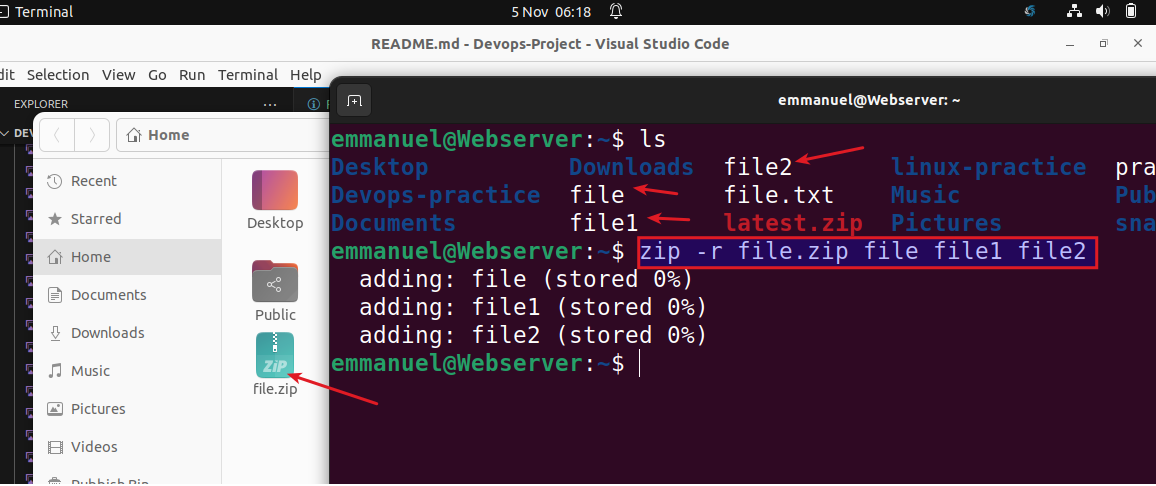 Terminal
5 Nov 06:18
README.md - Devops-Project - Visual Studio Code
dit Selection View Go Run Terminal Help
EXPLORER
DEV
Home
Recent
Starred
Home
Documents
Downloads
Music
Pictures
Videos
Rubbish Bin
Desktop
Public
ZiP
file.zip
emmanuel@Webserver: ~
emmanuel@Webserver:~$ ls
Desktop Downloads file2 linux-practice pra
Devops-practice file file.txt Music Pub
Documents file1 latest.zip Pictures sna
emmanuel@Webserver:~$ zip -r file.zip file file1 file2
adding: file (stored 0%)
adding: file1 (stored 0%)
adding: file2 (stored 0%)
emmanuel@Webserver:~$